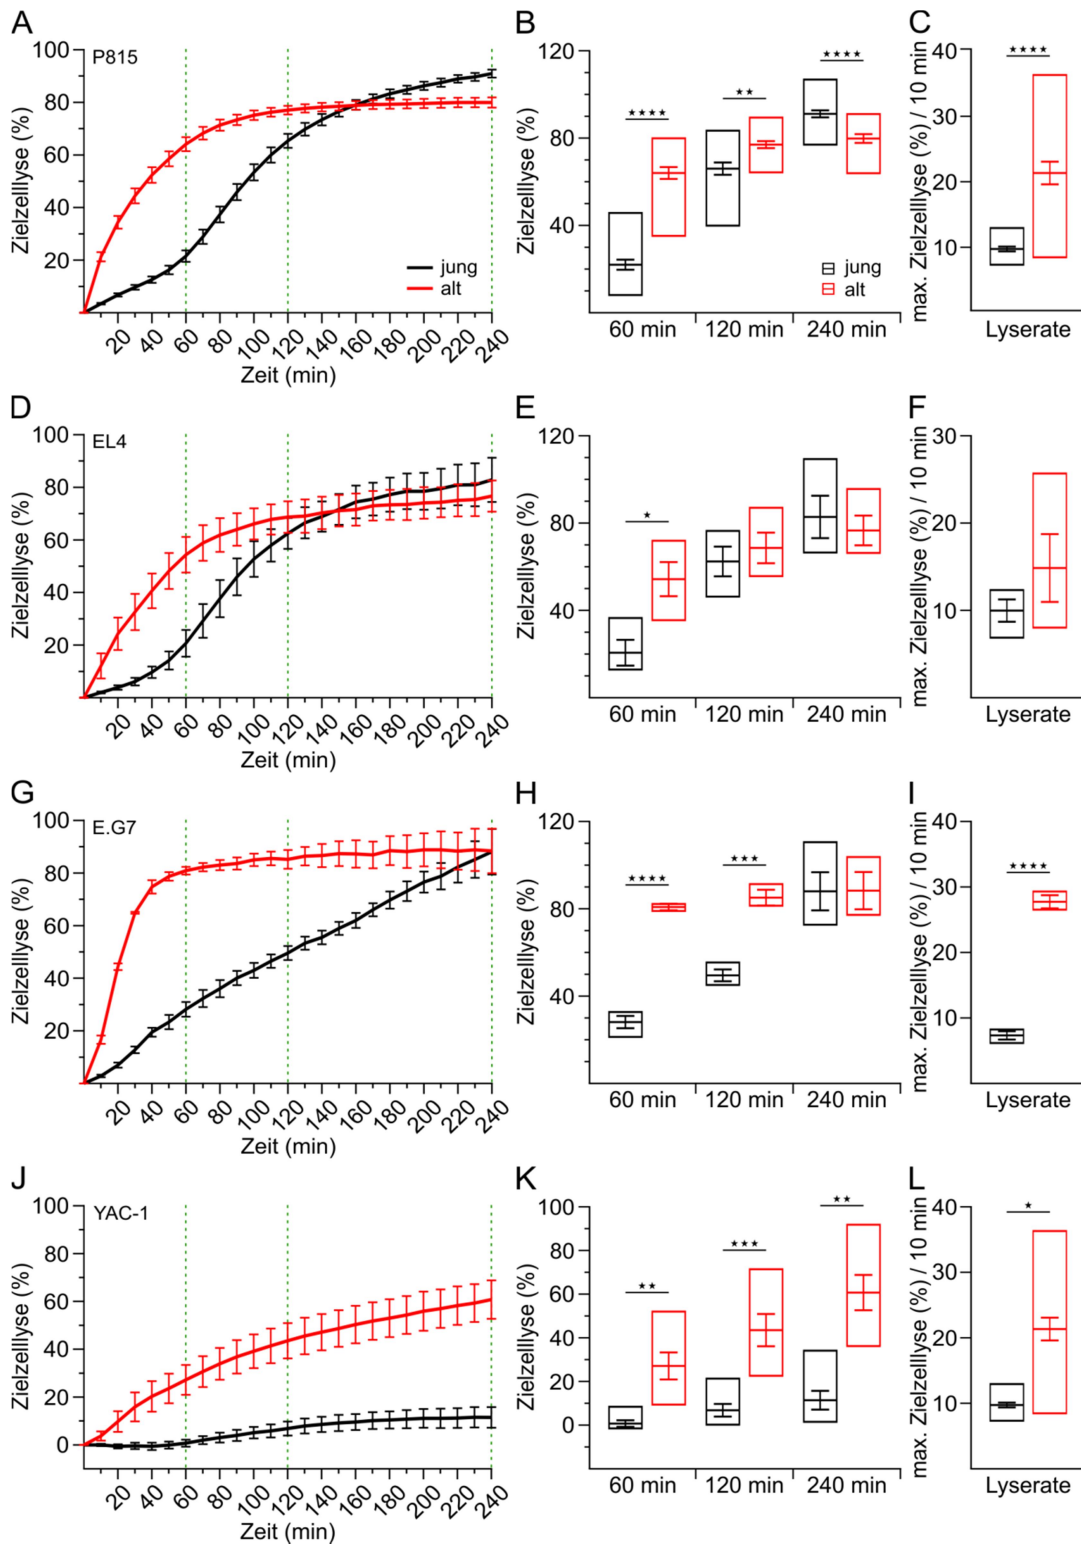 A
P815
Zielzelllyse (%)
100
80
60
40
20
jung
alt
20 40 60 80 100 120 140 160 180 200 220 240
Zeit (min)
B
Zielzelllyse (%)
120
80
40
★★★★
★★
★★★★
jung
alt
60 min 120 min 240 min
C
max. Zielzelllyse (%) / 10 min
40
30
20
10
★★★★
Lyserate
D
EL4
Zielzelllyse (%)
100
80
60
40
20
20 40 60 80 100 120 140 160 180 200 220 240
Zeit (min)
E
Zielzelllyse (%)
120
80
40
★
60 min 120 min 240 min
F
max. Zielzelllyse (%) / 10 min
30
20
10
Lyserate
G
E.G7
Zielzelllyse (%)
100
80
60
40
20
20 40 60 80 100 120 140 160 180 200 220 240
Zeit (min)
H
Zielzelllyse (%)
120
80
40
★★★★
★★★
60 min 120 min 240 min
I
max. Zielzelllyse (%) / 10 min
40
30
20
10
★★★★
Lyserate
J
YAC-1
Zielzelllyse (%)
100
80
60
40
20
0
20 40 60 80 100 120 140 160 180 200 220 240
Zeit (min)
K
Zielzelllyse (%)
100
80
60
40
20
0
★★
★★★
★★
60 min 120 min 240 min
L
max. Zielzelllyse (%) / 10 min
40
30
20
10
★
Lyserate